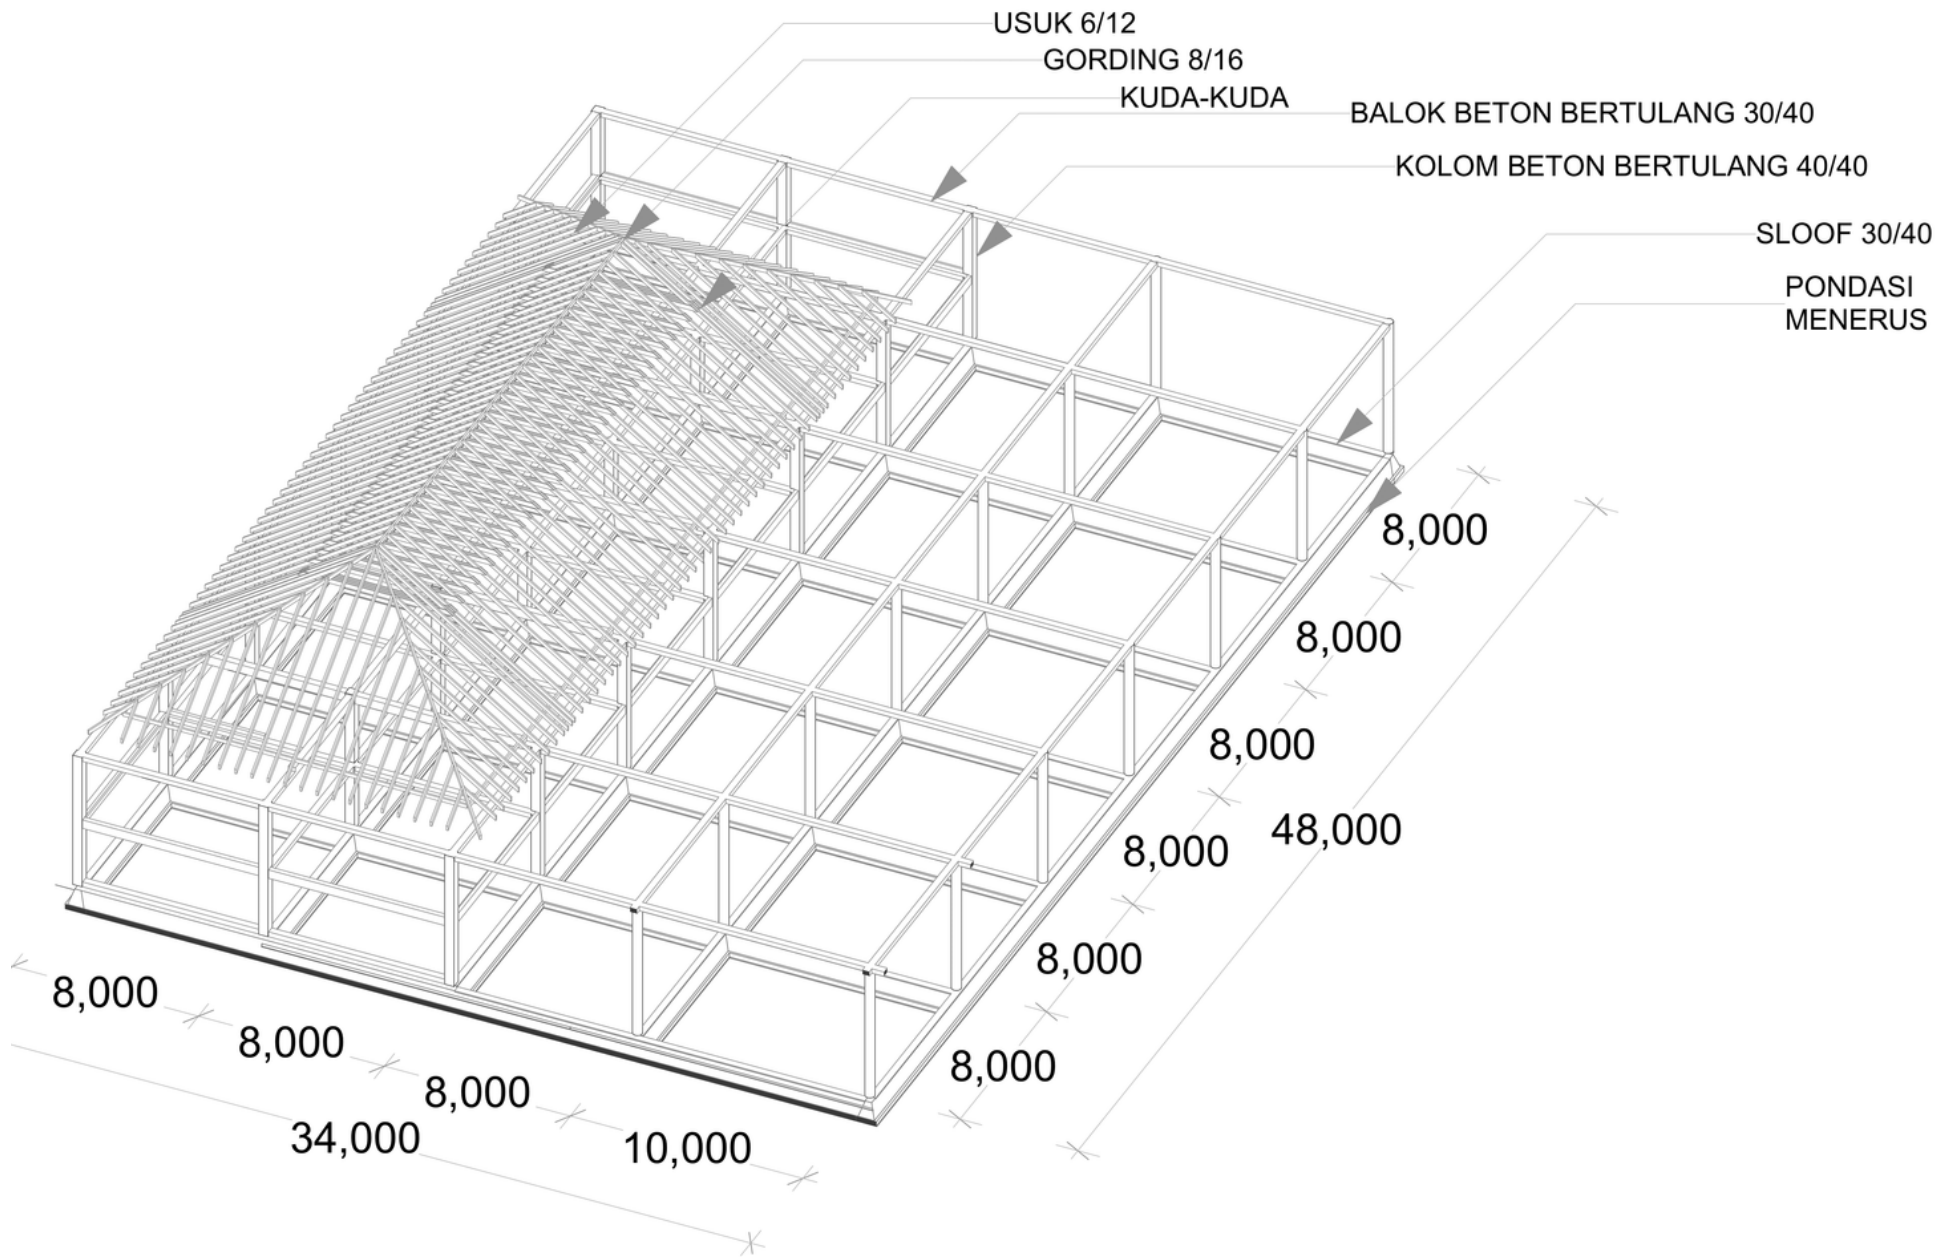 USUK 6/12
GORDING 8/16
KUDA-KUDA
BALOK BETON BERTULANG 30/40
KOLOM BETON BERTULANG 40/40
SLOOF 30/40
PONDASI
MENERUS
8,000
8,000
8,000
48,000
8,000
8,000
8,000
8,000
8,000
8,000
34,000
10,000